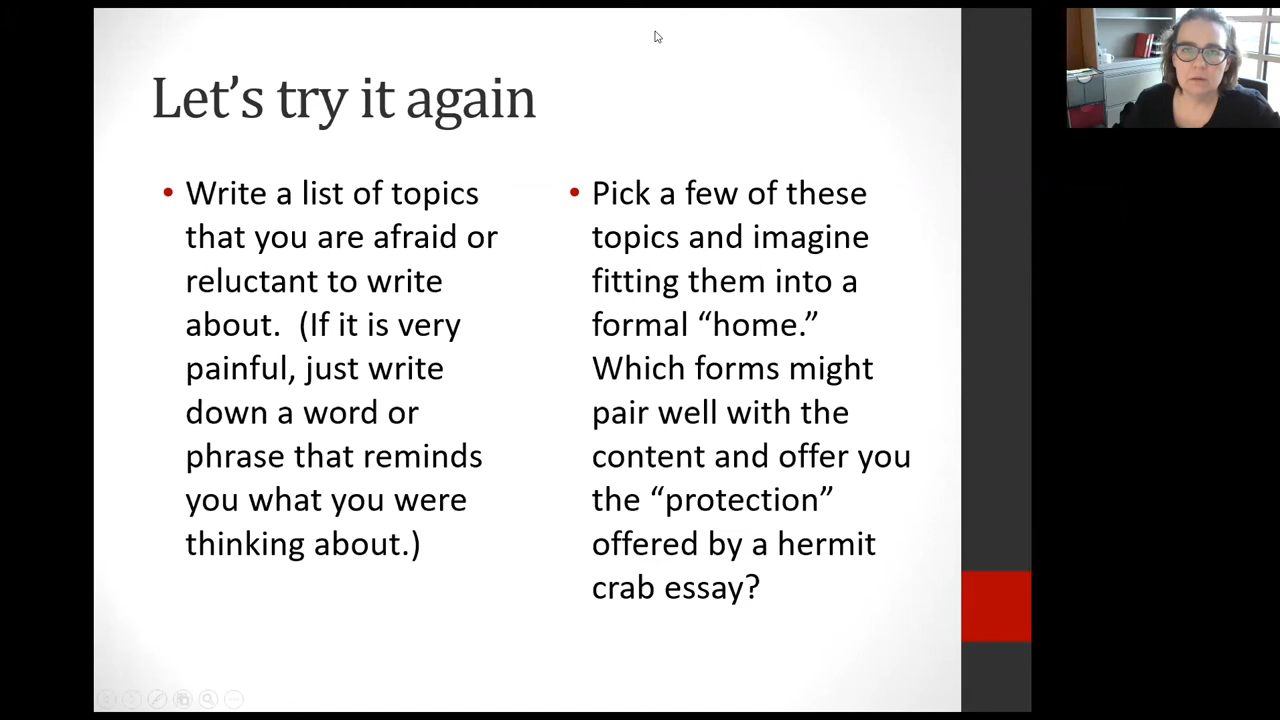 Let’s try it again
• Write a list of topics
that you are afraid or
reluctant to write
about.  (If it is very
painful, just write
down a word or
phrase that reminds
you what you were
thinking about.)
• Pick a few of these
topics and imagine
fitting them into a
formal “home.”
Which forms might
pair well with the
content and offer you
the “protection”
offered by a hermit
crab essay?